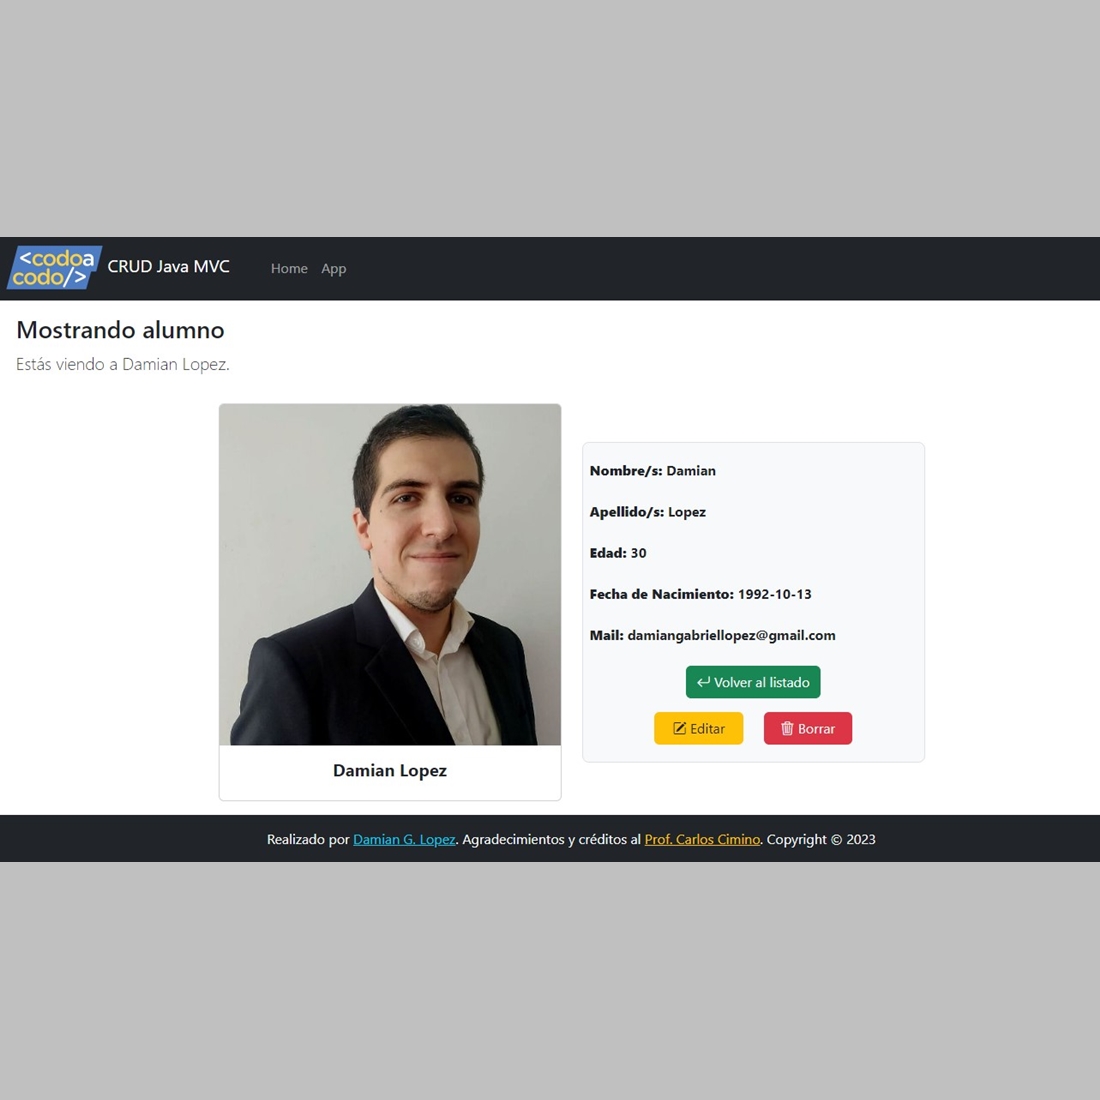 <codoa
codo/>
CRUD Java MVC
Home
App
Mostrando alumno
Estás viendo a Damian Lopez.
Nombre/s: Damian
Apellido/s: Lopez
Edad: 30
Fecha de Nacimiento: 1992-10-13
Mail: damiangabriellopez@gmail.com
Volver al listado
Editar
Borrar
Damian Lopez
Realizado por Damian G. Lopez. Agradecimientos y créditos al Prof. Carlos Cimino. Copyright © 2023